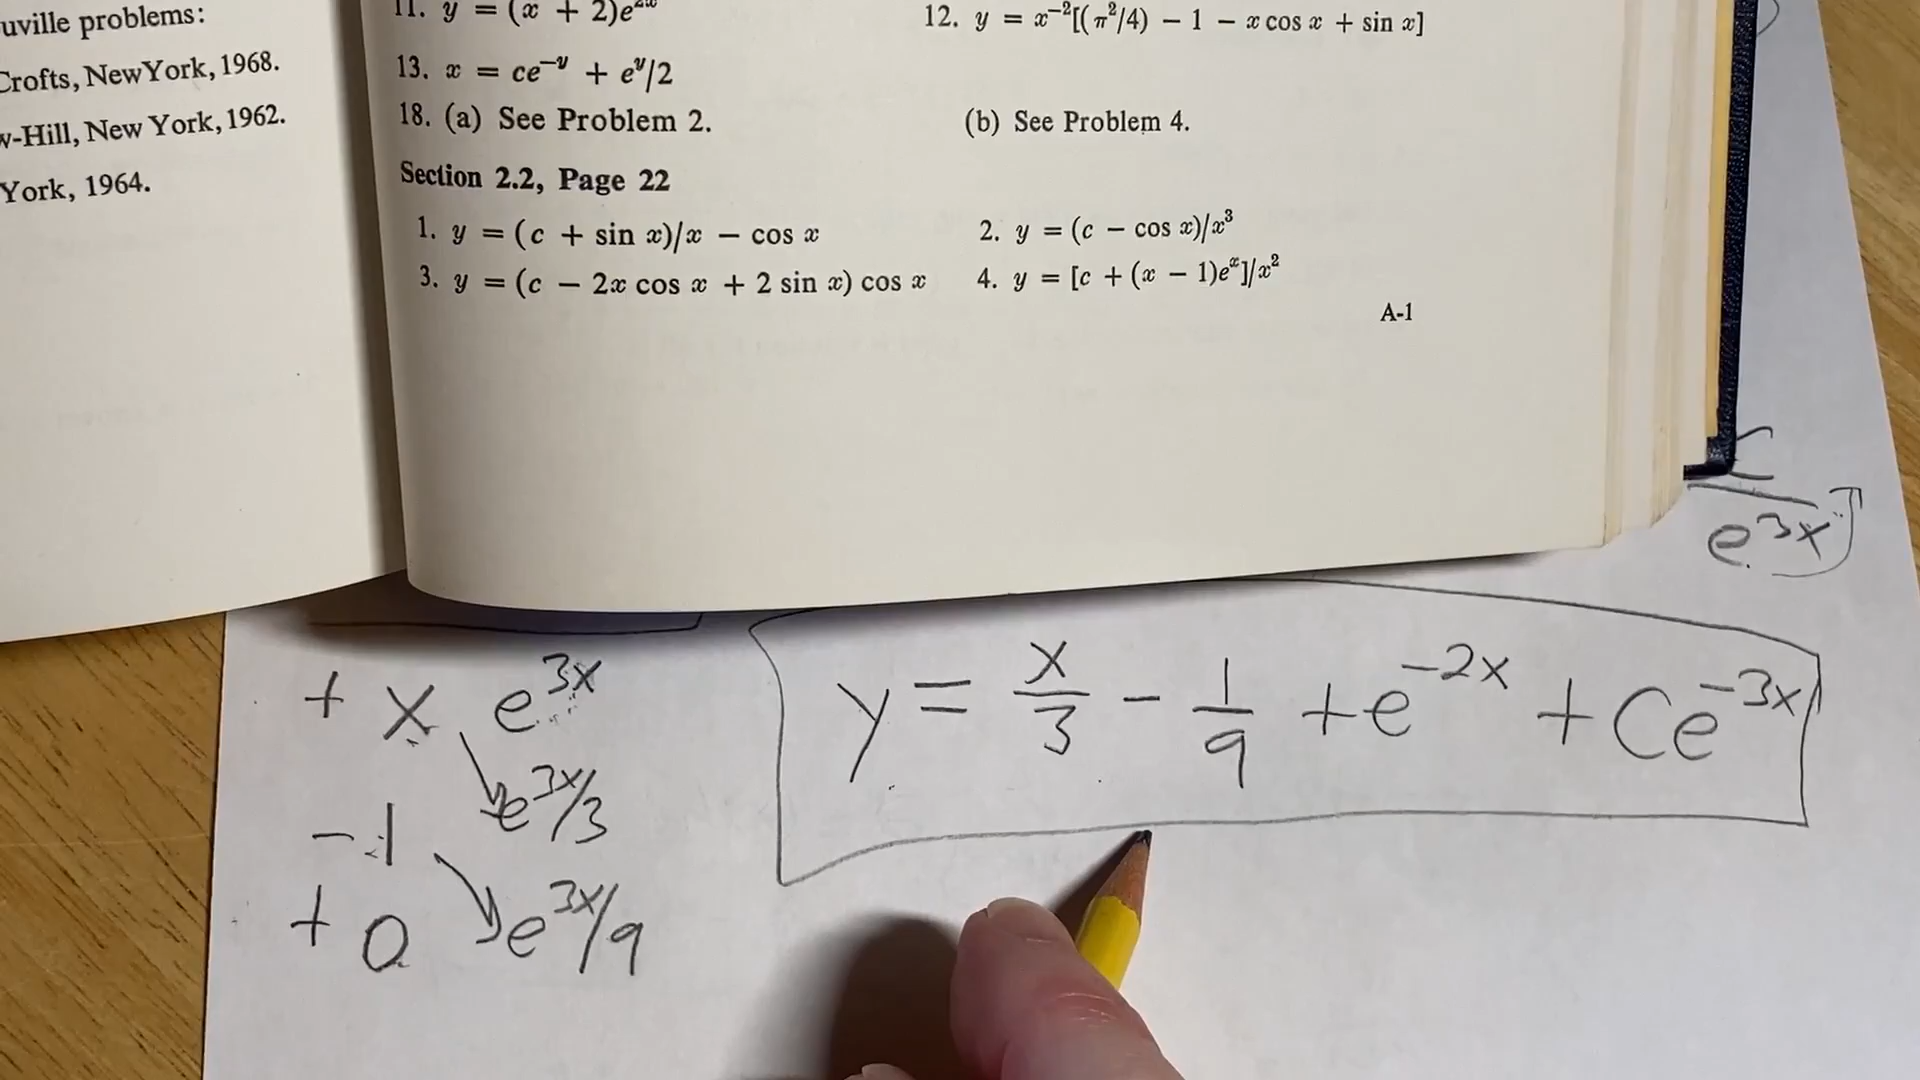 uville problems:
Crofts, NewYork, 1968.
w-Hill, New York, 1962.
York, 1964.
11. y = (x + 2)e²ˣ
12. y = x⁻²[(π²/4) − 1 − x cos x + sin x]
13. x = ce⁻ʸ + eʸ/2
18. (a) See Problem 2.
(b) See Problem 4.
Section 2.2, Page 22
1. y = (c + sin x)/x − cos x
2. y = (c − cos x)/x³
3. y = (c − 2x cos x + 2 sin x) cos x
4. y = [c + (x − 1)eˣ]/x²
A-1
e³ˣ
+ x e³ˣ
e³ˣ/3
− 1
+ 0 e³ˣ/9
y = x/3 − 1/9 + e⁻²ˣ + Ce⁻³ˣ